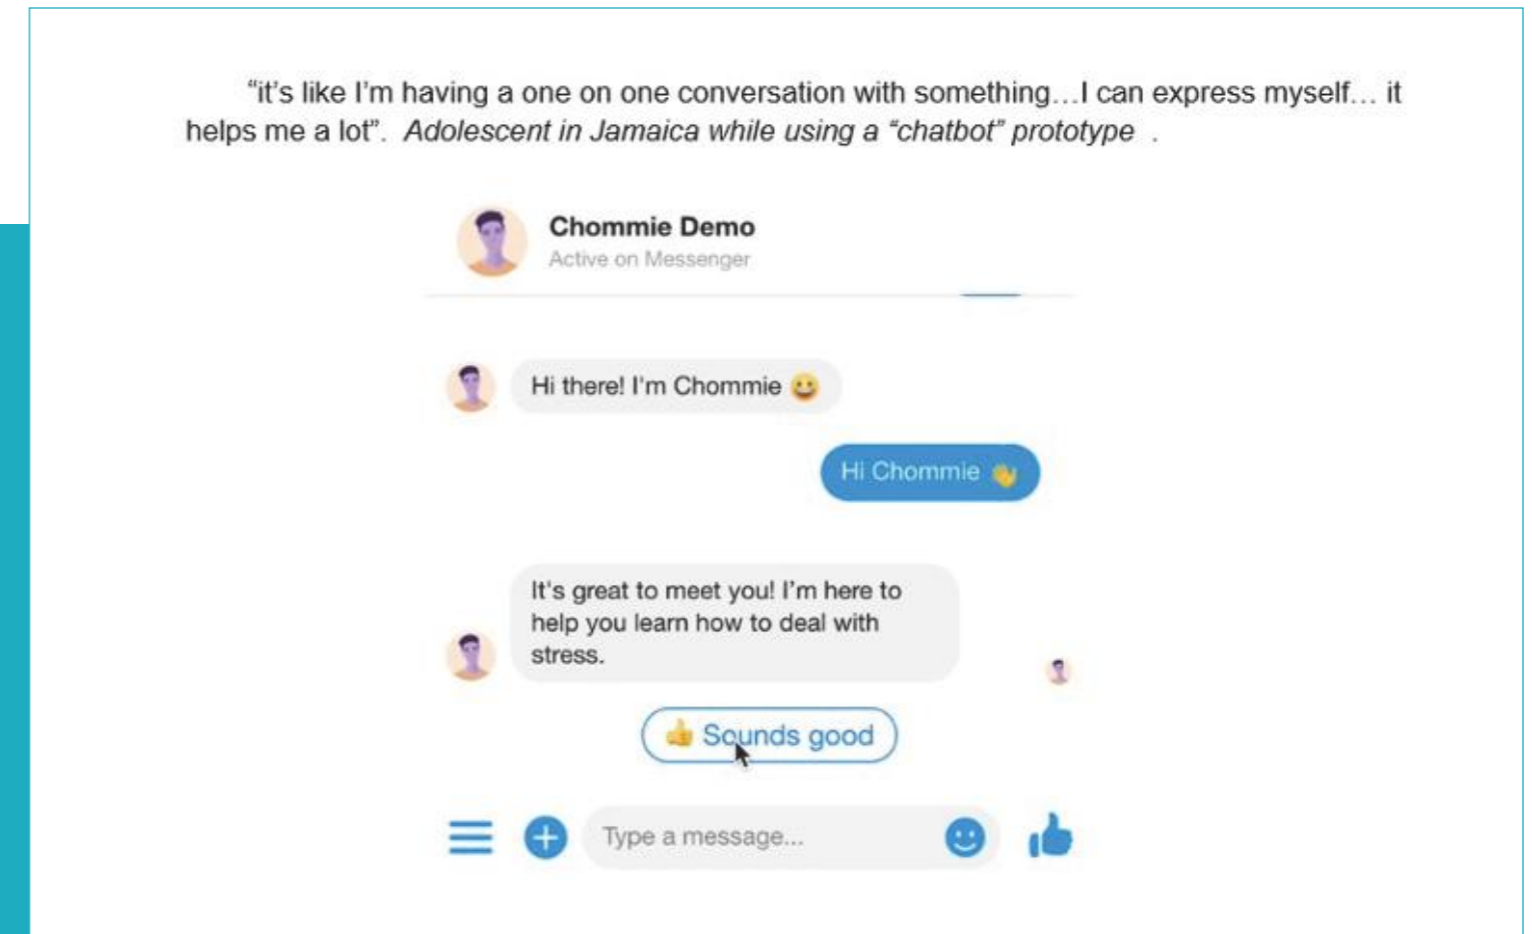 “it’s like I’m having a one on one conversation with something…I can express myself… it
helps me a lot”. Adolescent in Jamaica while using a “chatbot” prototype .
Chommie Demo
Active on Messenger
Hi there! I'm Chommie 😀
Hi Chommie 👋
It's great to meet you! I’m here to
help you learn how to deal with
stress.
👍 Sounds good
Type a message...